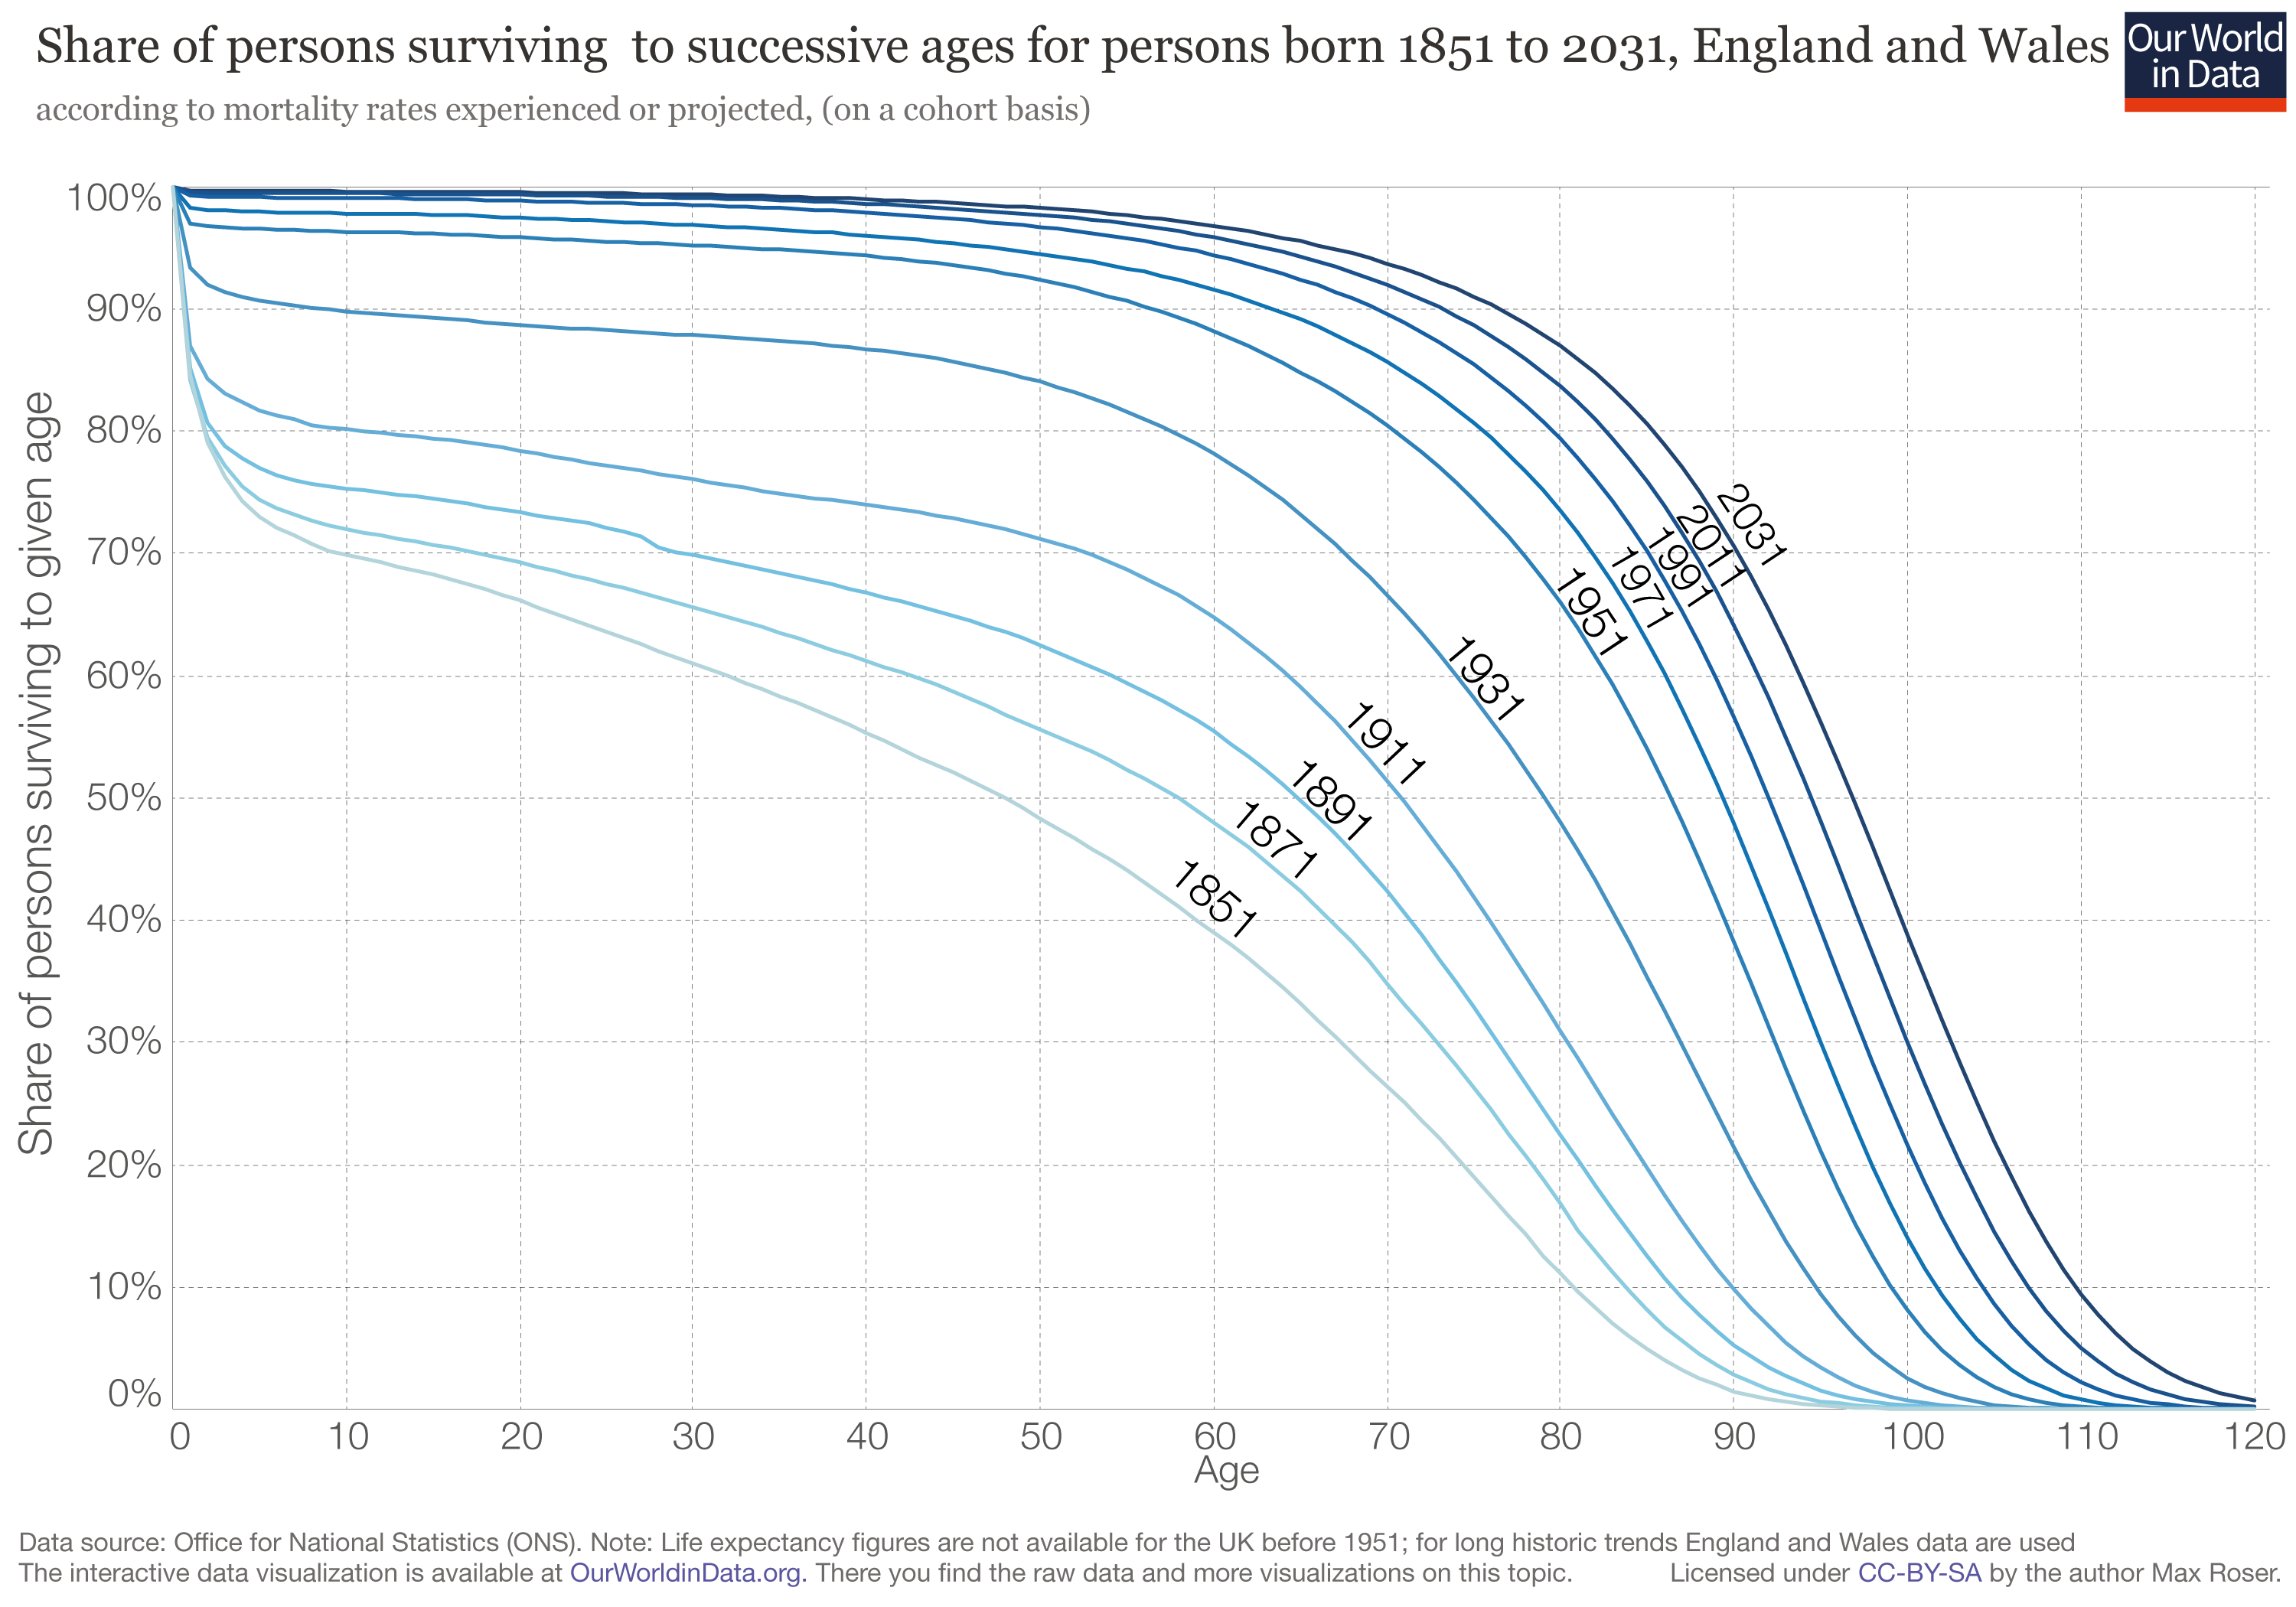 Share of persons surviving  to successive ages for persons born 1851 to 2031, England and Wales
Our World
in Data
according to mortality rates experienced or projected, (on a cohort basis)
Share of persons surviving to given age
100%
90%
80%
70%
60%
50%
40%
30%
20%
10%
0%
2031
2011
1991
1971
1951
1931
1911
1891
1871
1851
0 10 20 30 40 50 60 70 80 90 100 110 120
Age
Data source: Office for National Statistics (ONS). Note: Life expectancy figures are not available for the UK before 1951; for long historic trends England and Wales data are used
The interactive data visualization is available at OurWorldinData.org. There you find the raw data and more visualizations on this topic. Licensed under CC-BY-SA by the author Max Roser.